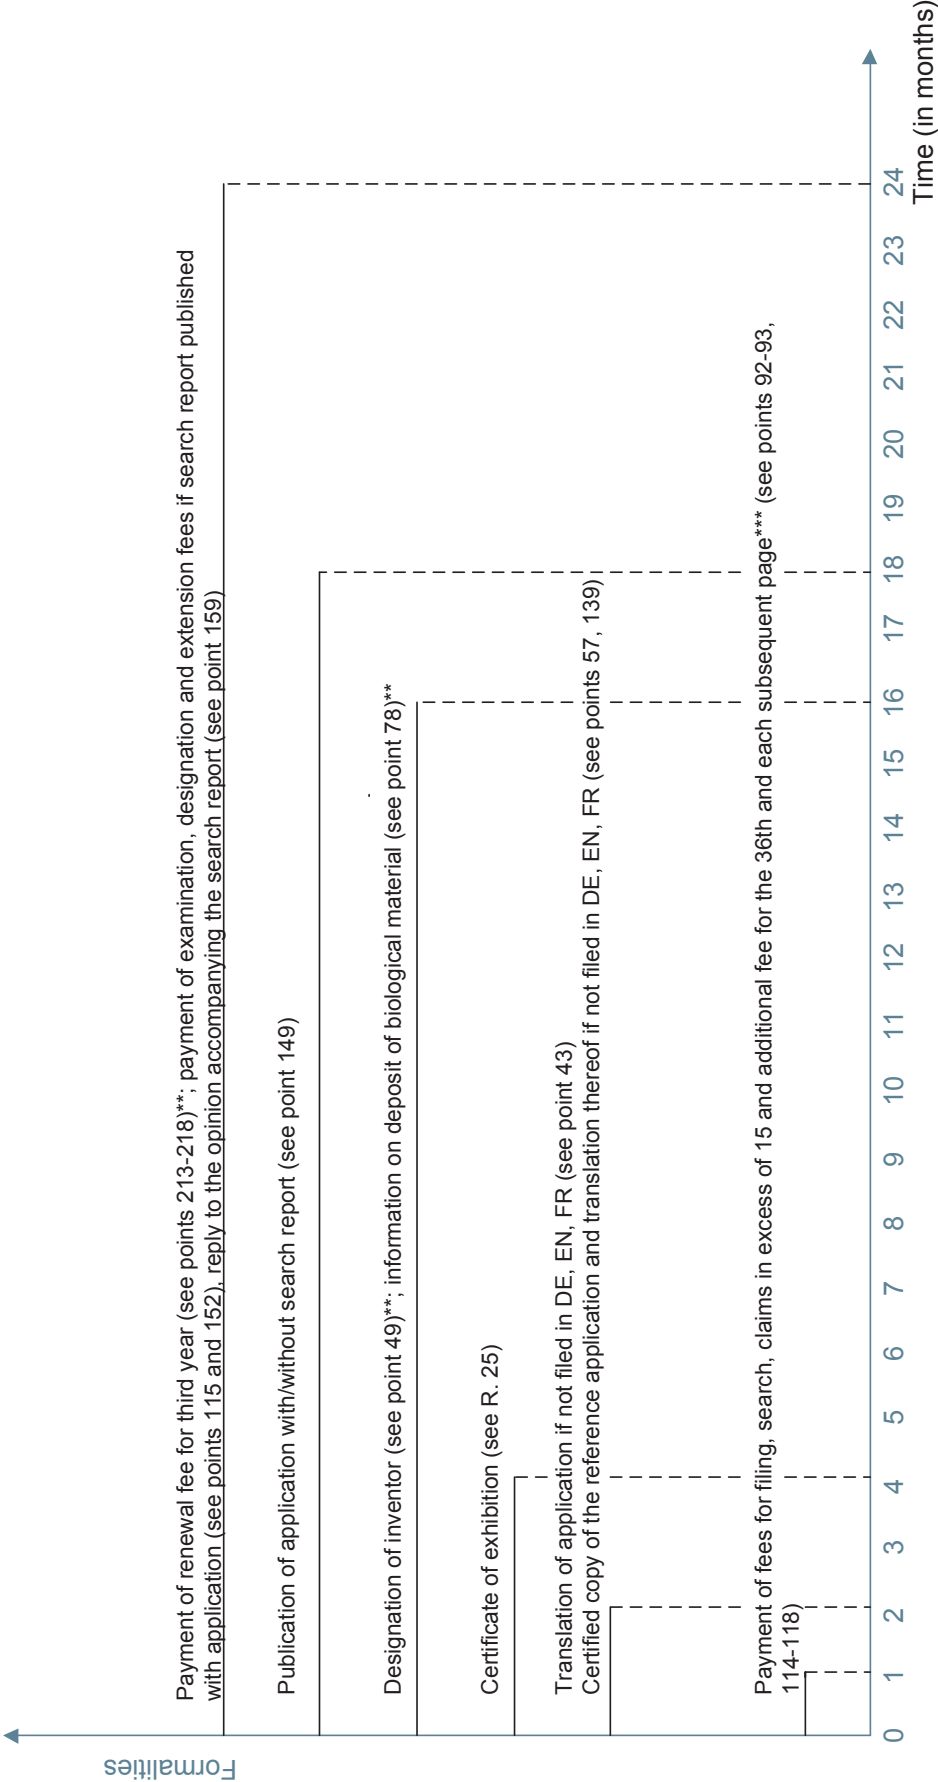 Formalities
Payment of renewal fee for third year (see points 213-218)**; payment of examination, designation and extension fees if search report published
with application (see points 115 and 152), reply to the opinion accompanying the search report (see point 159)
Publication of application with/without search report (see point 149)
Designation of inventor (see point 49)**; information on deposit of biological material (see point 78)**
Certificate of exhibition (see R. 25)
Translation of application if not filed in DE, EN, FR (see point 43)
Certified copy of the reference application and translation thereof if not filed in DE, EN, FR (see points 57, 139)
Payment of fees for filing, search, claims in excess of 15 and additional fee for the 36th and each subsequent page*** (see points 92-93,
114-118)
0 1 2 3 4 5 6 7 8 9 10 11 12 13 14 15 16 17 18 19 20 21 22 23 24
Time (in months)